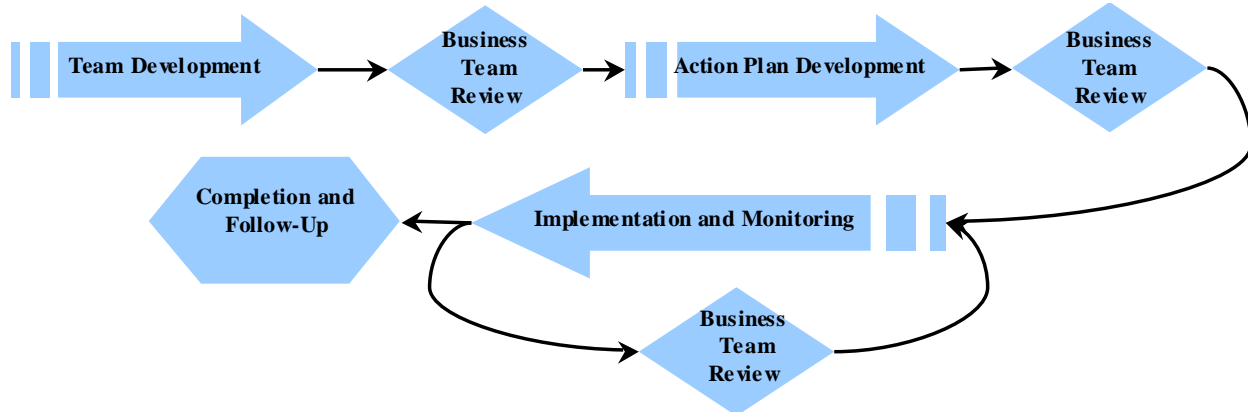 Team Development
Business
Team
Review
Action Plan Development
Business
Team
Review
Completion and
Follow-Up
Implementation and Monitoring
Business
Team
Review